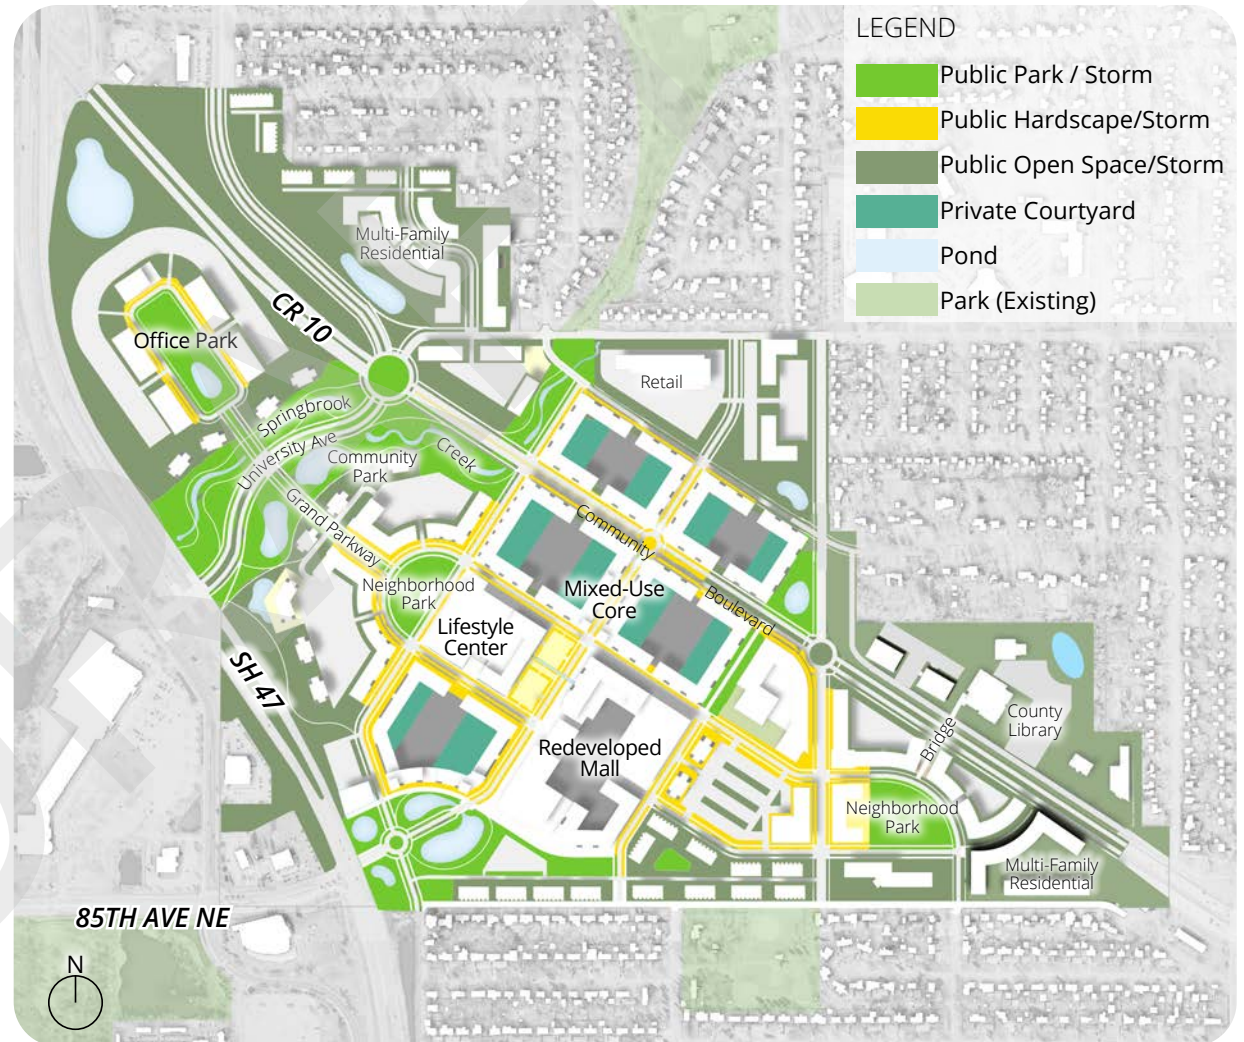 LEGEND
Public Park / Storm
Public Hardscape/Storm
Public Open Space/Storm
Private Courtyard
Pond
Park (Existing)
Multi-Family
Residential
CR 10
Office Park
Retail
Springbrook
Creek
University Ave
Community
Park
Grand Parkway
Community
Boulevard
Neighborhood
Park
Mixed-Use
Core
Lifestyle
Center
SH 47
Redeveloped
Mall
County
Library
Bridge
Neighborhood
Park
Multi-Family
Residential
85TH AVE NE
N